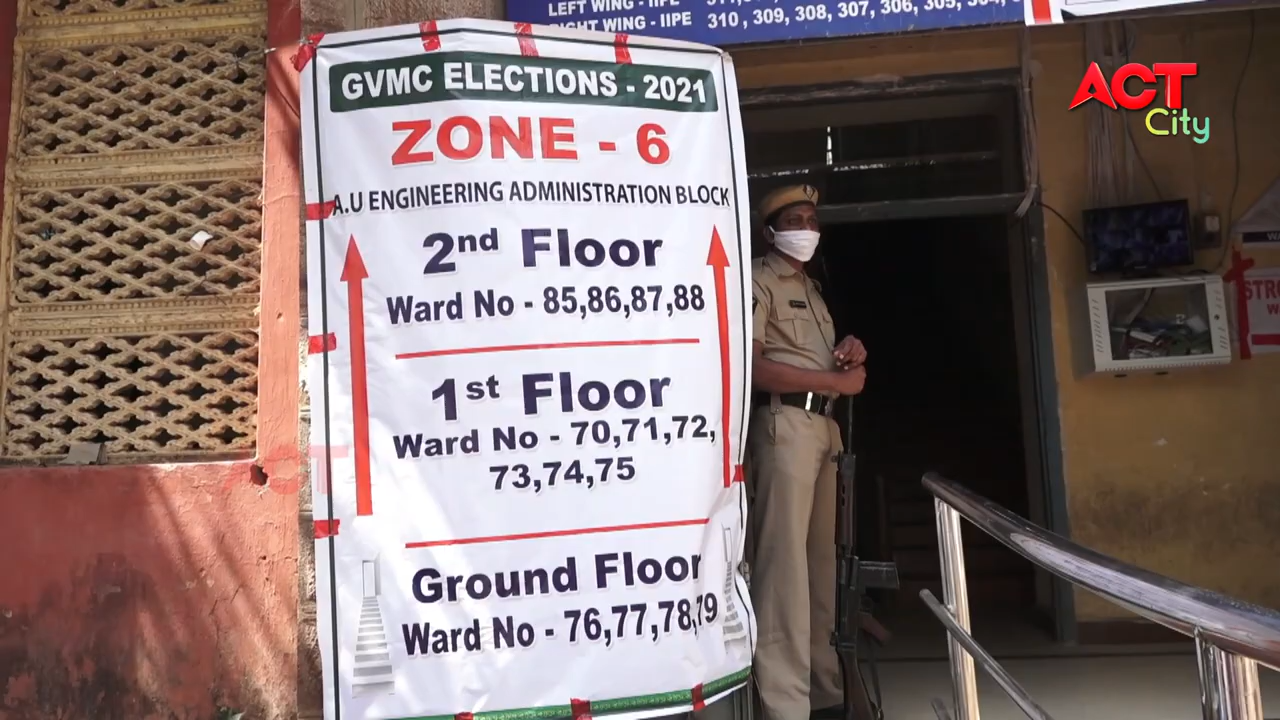 LEFT WING - IIPE
RIGHT WING - IIPE 310, 309, 308, 307, 306, 305,
ACT
City
GVMC ELECTIONS - 2021
ZONE - 6
A.U ENGINEERING ADMINISTRATION BLOCK
2nd Floor
Ward No - 85,86,87,88
1st Floor
Ward No - 70,71,72,
73,74,75
Ground Floor
Ward No - 76,77,78,79
ACT